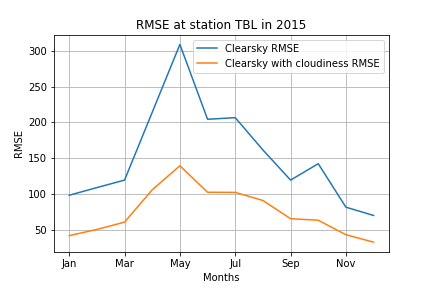 RMSE at station TBL in 2015
Clearsky RMSE
Clearsky with cloudiness RMSE
300
250
200
150
100
50
RMSE
Jan Mar May Jul Sep Nov
Months